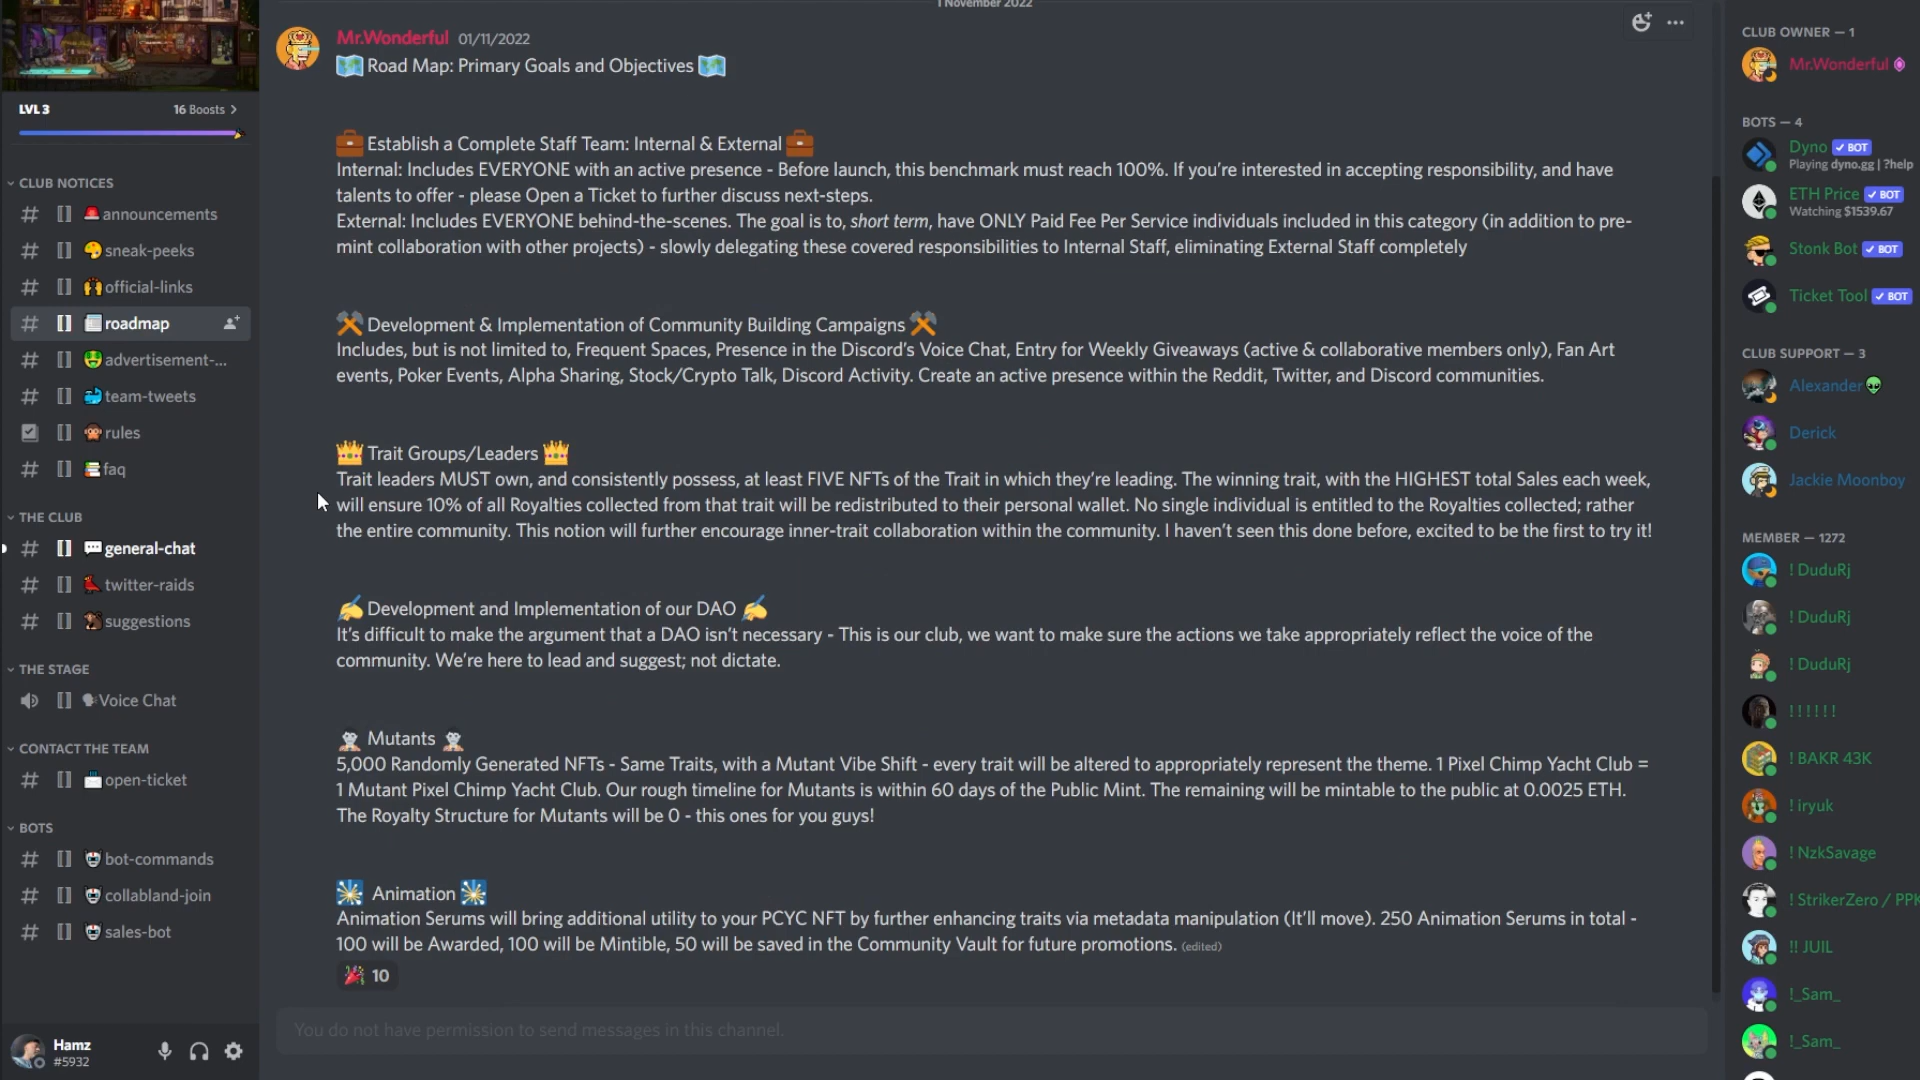 1 November 2022
Mr.Wonderful 01/11/2022
Road Map: Primary Goals and Objectives
Establish a Complete Staff Team: Internal & External
Internal: Includes EVERYONE with an active presence - Before launch, this benchmark must reach 100%. If you're interested in accepting responsibility, and have
talents to offer - please Open a Ticket to further discuss next-steps.
External: Includes EVERYONE behind-the-scenes. The goal is to, short term, have ONLY Paid Fee Per Service individuals included in this category (in addition to pre-
mint collaboration with other projects) - slowly delegating these covered responsibilities to Internal Staff, eliminating External Staff completely
Development & Implementation of Community Building Campaigns
Includes, but is not limited to, Frequent Spaces, Presence in the Discord's Voice Chat, Entry for Weekly Giveaways (active & collaborative members only), Fan Art
events, Poker Events, Alpha Sharing, Stock/Crypto Talk, Discord Activity. Create an active presence within the Reddit, Twitter, and Discord communities.
Trait Groups/Leaders
Trait leaders MUST own, and consistently possess, at least FIVE NFTs of the Trait in which they're leading. The winning trait, with the HIGHEST total Sales each week,
will ensure 10% of all Royalties collected from that trait will be redistributed to their personal wallet. No single individual is entitled to the Royalties collected; rather
the entire community. This notion will further encourage inner-trait collaboration within the community. I haven't seen this done before, excited to be the first to try it!
Development and Implementation of our DAO
It's difficult to make the argument that a DAO isn't necessary - This is our club, we want to make sure the actions we take appropriately reflect the voice of the
community. We're here to lead and suggest; not dictate.
Mutants
5,000 Randomly Generated NFTs - Same Traits, with a Mutant Vibe Shift - every trait will be altered to appropriately represent the theme. 1 Pixel Chimp Yacht Club =
1 Mutant Pixel Chimp Yacht Club. Our rough timeline for Mutants is within 60 days of the Public Mint. The remaining will be mintable to the public at 0.0025 ETH.
The Royalty Structure for Mutants will be 0 - this ones for you guys!
Animation
Animation Serums will bring additional utility to your PCYC NFT by further enhancing traits via metadata manipulation (It'll move). 250 Animation Serums in total -
100 will be Awarded, 100 will be Mintible, 50 will be saved in the Community Vault for future promotions. (edited)
10
You do not have permission to send messages in this channel.
LVL 3
16 Boosts
CLUB NOTICES
announcements
sneak-peeks
official-links
roadmap
advertisement-...
team-tweets
rules
faq
THE CLUB
general-chat
twitter-raids
suggestions
THE STAGE
Voice Chat
CONTACT THE TEAM
open-ticket
BOTS
bot-commands
collabland-join
sales-bot
Hamz
#5932
CLUB OWNER — 1
Mr.Wonderful
BOTS — 4
Dyno BOT
Playing dyno.gg | ?help
ETH Price BOT
Watching $1539.67
Stonk Bot BOT
Ticket Tool BOT
CLUB SUPPORT — 3
Alexander
Derick
Jackie Moonboy
MEMBER — 1272
! DuduRj
! DuduRj
! DuduRj
! ! ! ! ! !
! BAKR 43K
! iryuk
! NzkSavage
! StrikerZero / PPK
!! JUIL
!_Sam_
!_Sam_